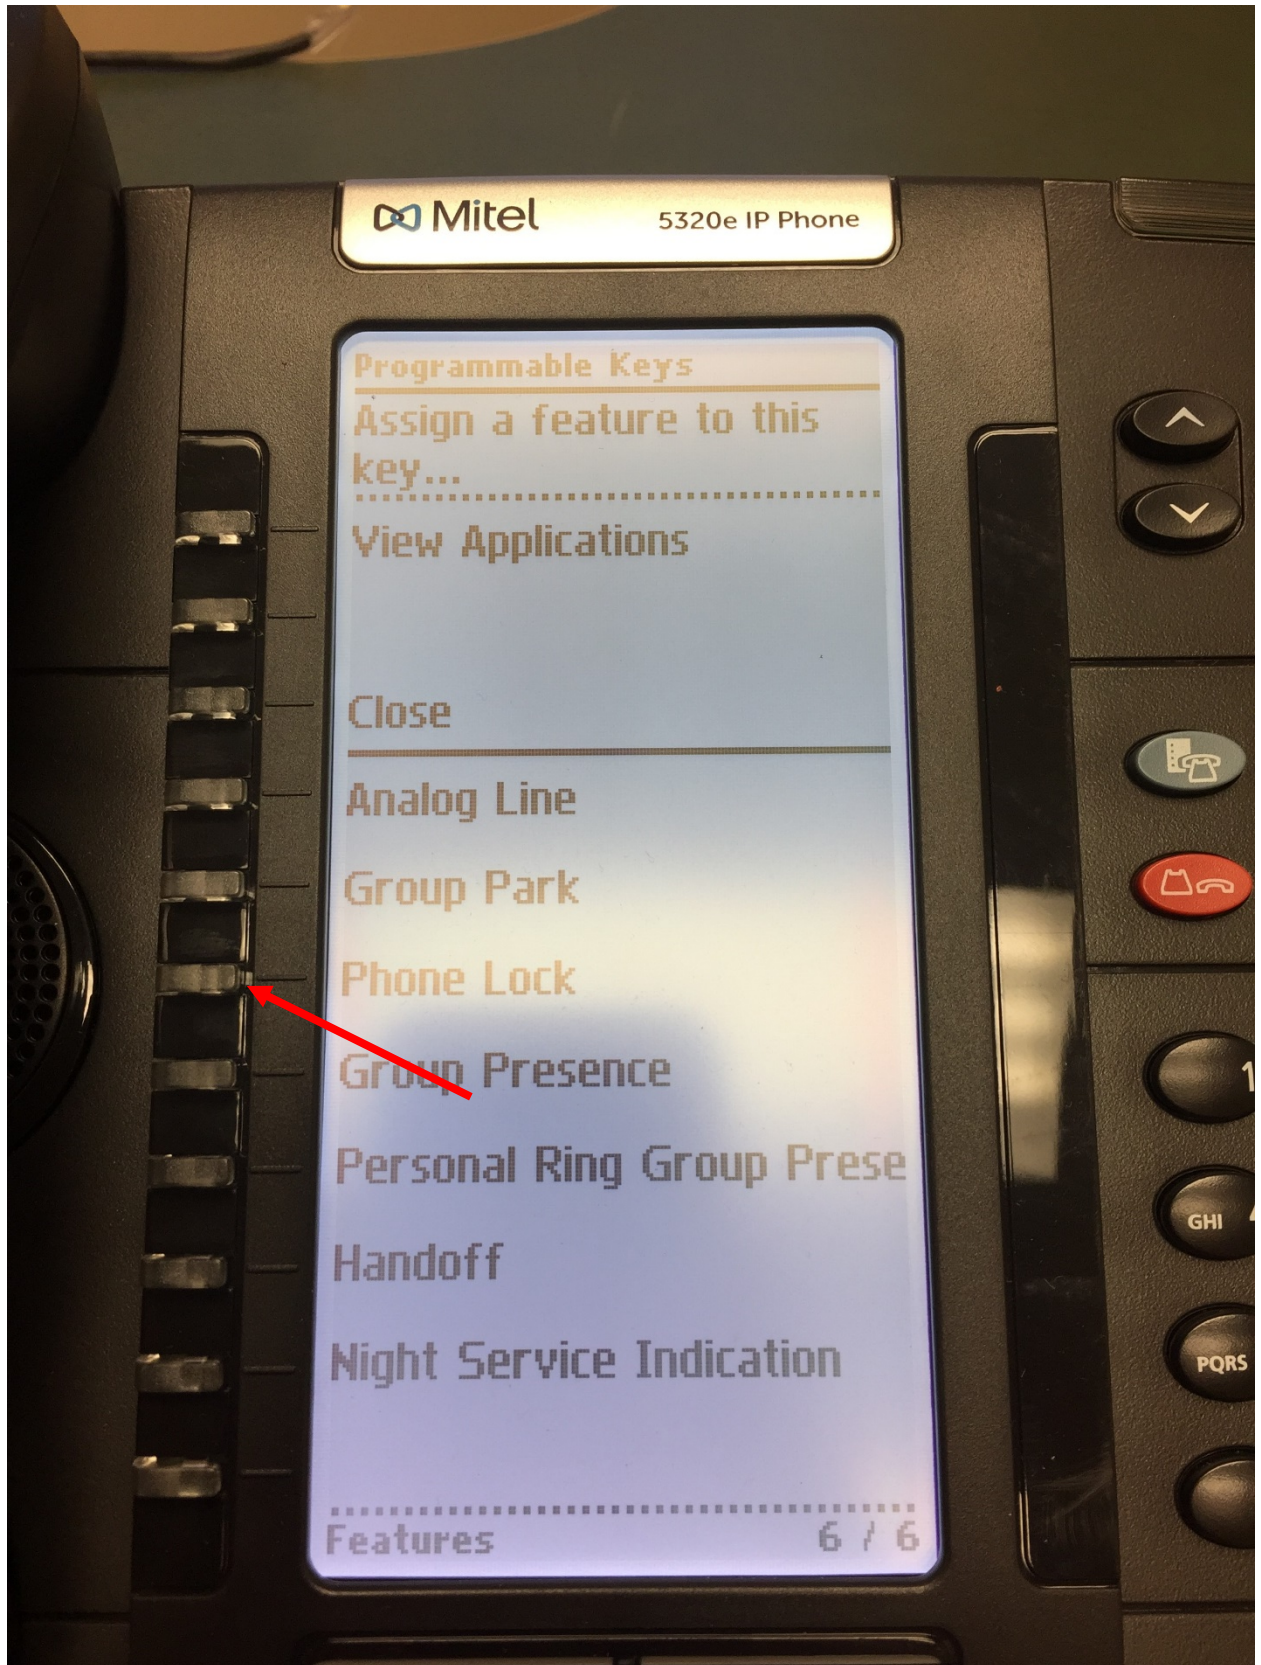 Mitel 5320e IP Phone
Programmable Keys
Assign a feature to this
key...
View Applications
Close
Analog Line
Group Park
Phone Lock
Group Presence
Personal Ring Group Prese
Handoff
Night Service Indication
Features 6 / 6
1
GHI
PQRS